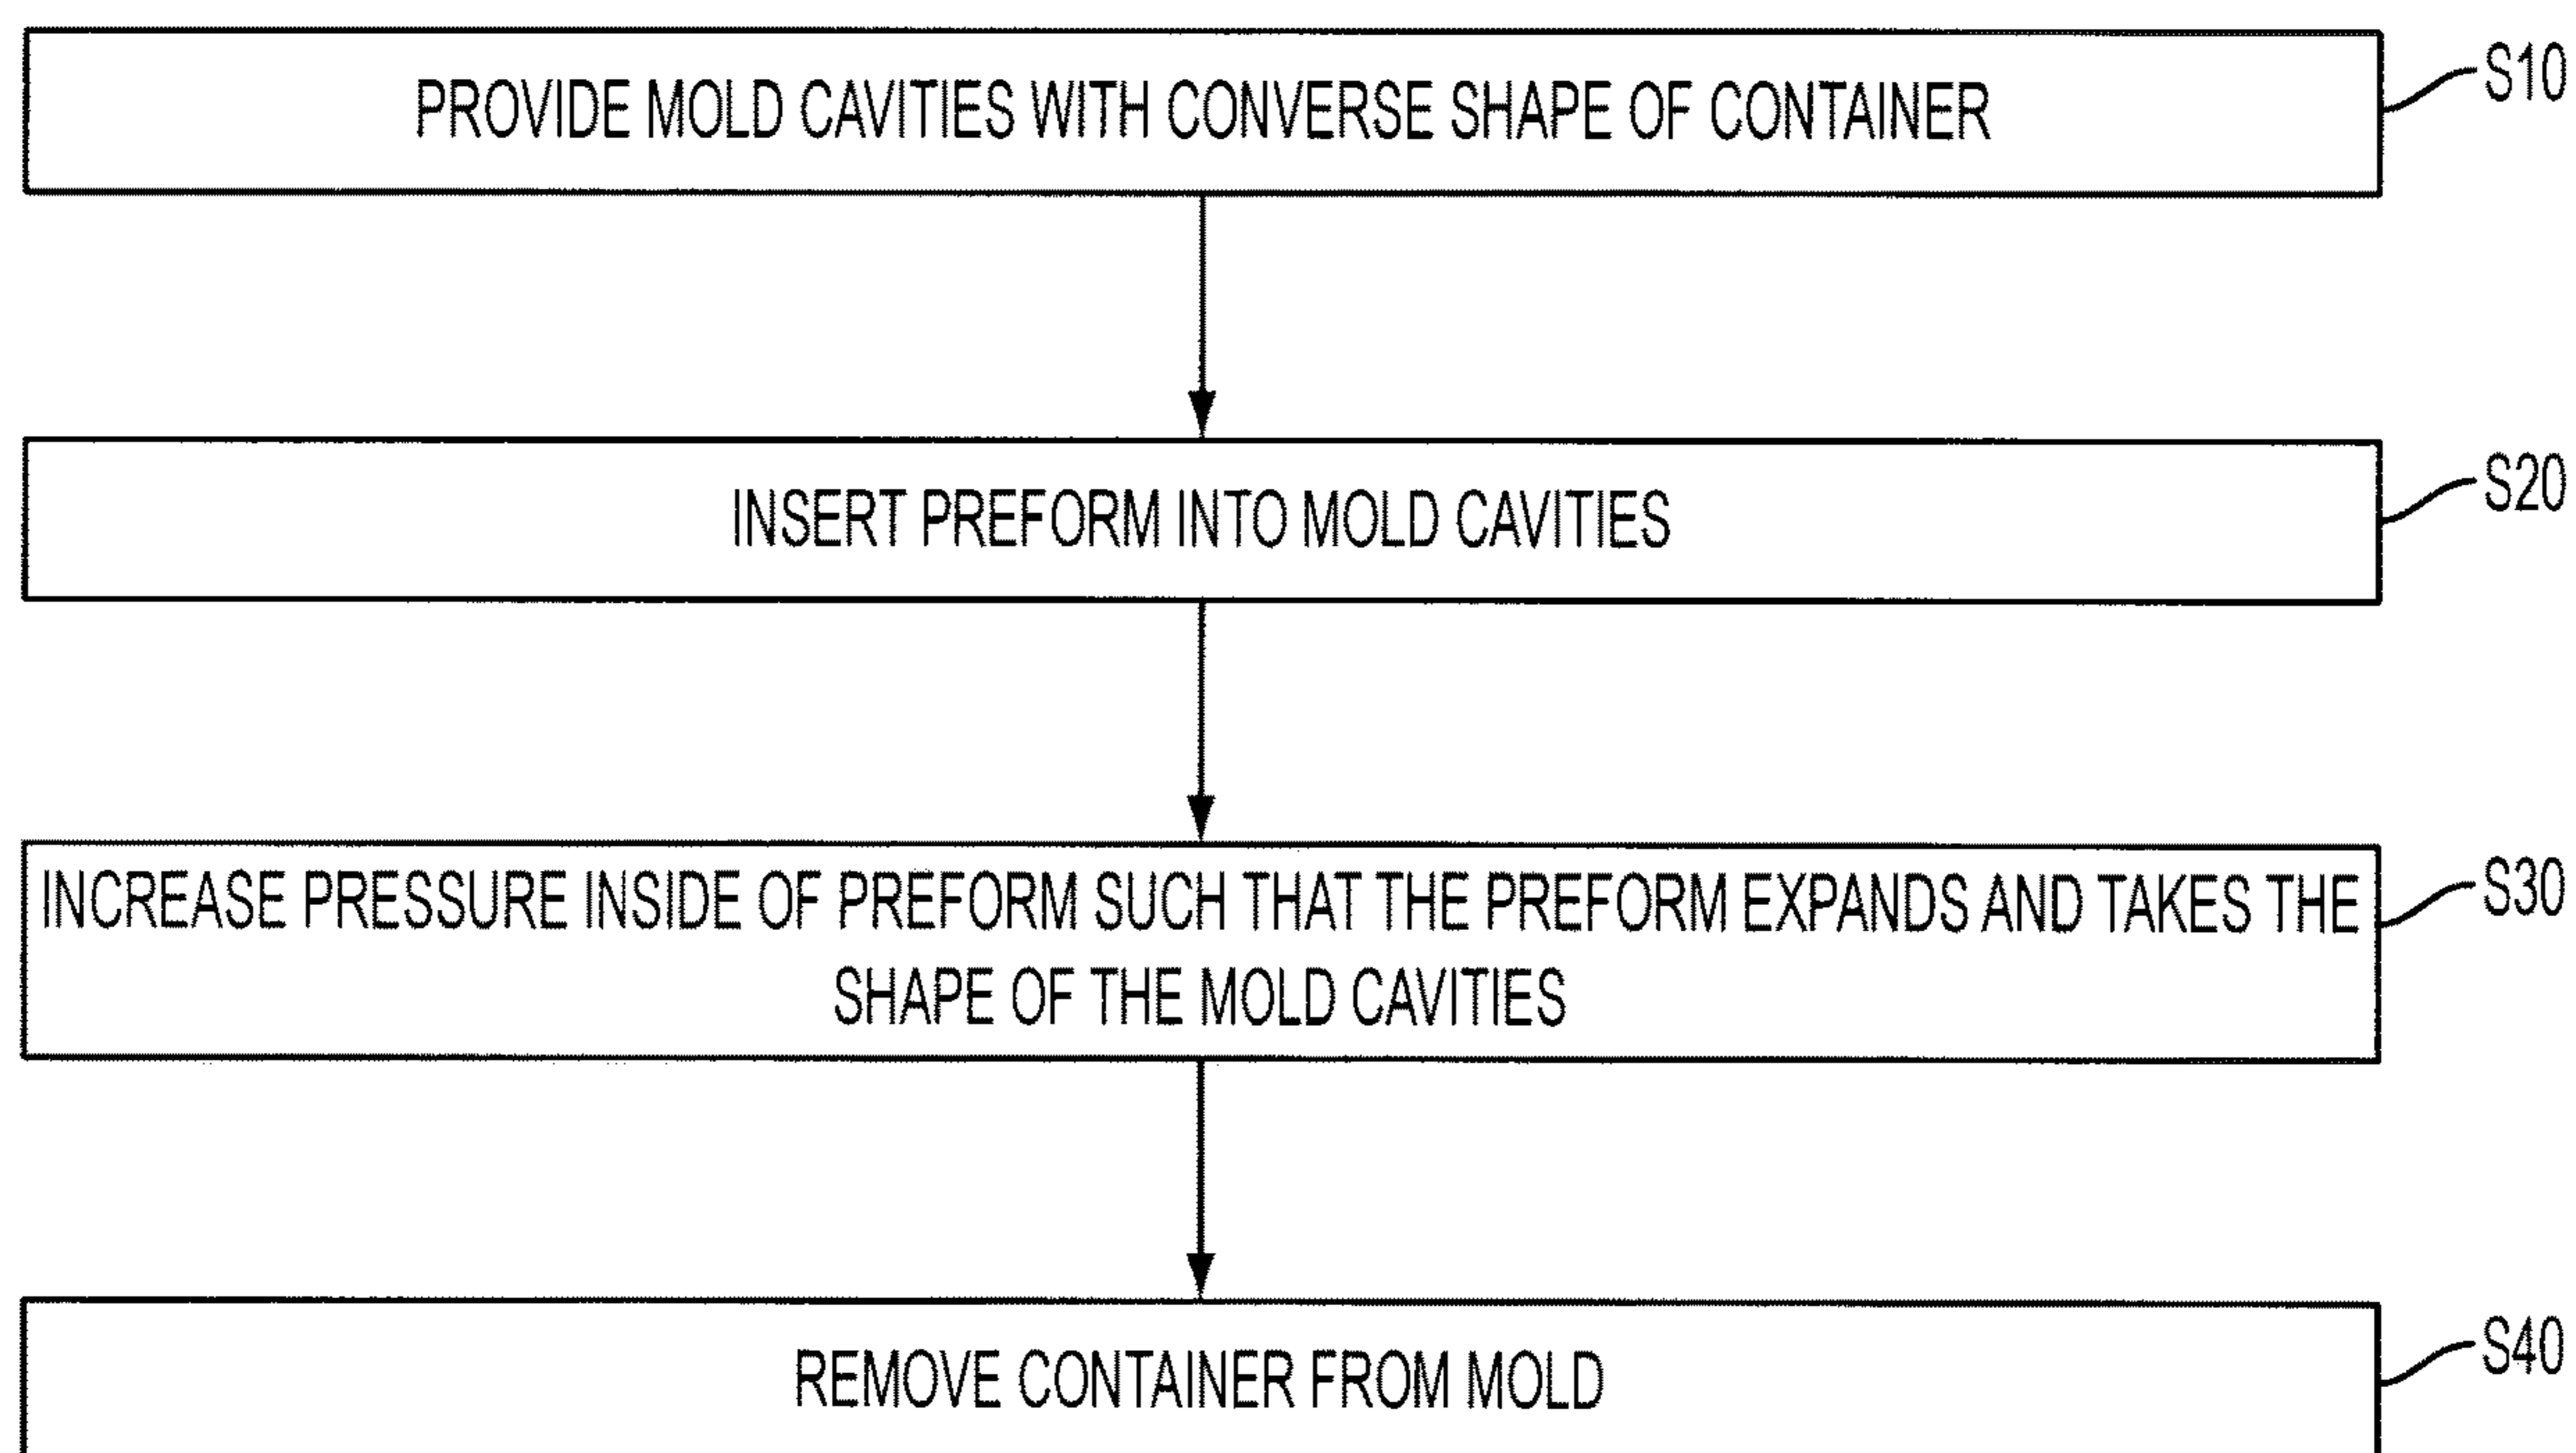 PROVIDE MOLD CAVITIES WITH CONVERSE SHAPE OF CONTAINER
S10
INSERT PREFORM INTO MOLD CAVITIES
S20
INCREASE PRESSURE INSIDE OF PREFORM SUCH THAT THE PREFORM EXPANDS AND TAKES THE
SHAPE OF THE MOLD CAVITIES
S30
REMOVE CONTAINER FROM MOLD
S40